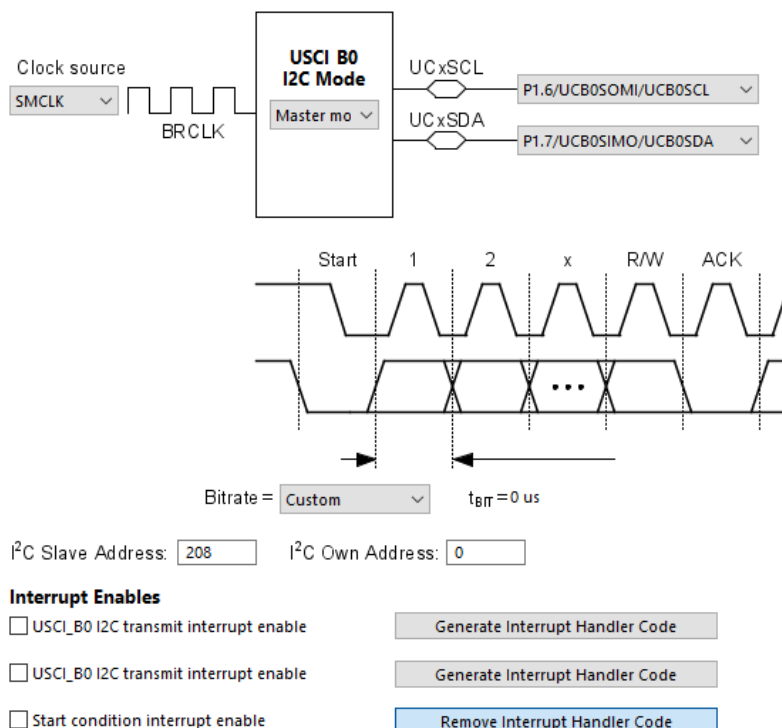 USCI B0
I2C Mode
Clock source
SMCLK
BRCLK
Master mo
UCxSCL
P1.6/UCB0SOMI/UCB0SCL
UCxSDA
P1.7/UCB0SIMO/UCB0SDA
Start 1 2 x R/W ACK
Bitrate = Custom tBIT = 0 us
I2C Slave Address: 208 I2C Own Address: 0
Interrupt Enables
USCI_B0 I2C transmit interrupt enable Generate Interrupt Handler Code
USCI_B0 I2C transmit interrupt enable Generate Interrupt Handler Code
Start condition interrupt enable Remove Interrupt Handler Code